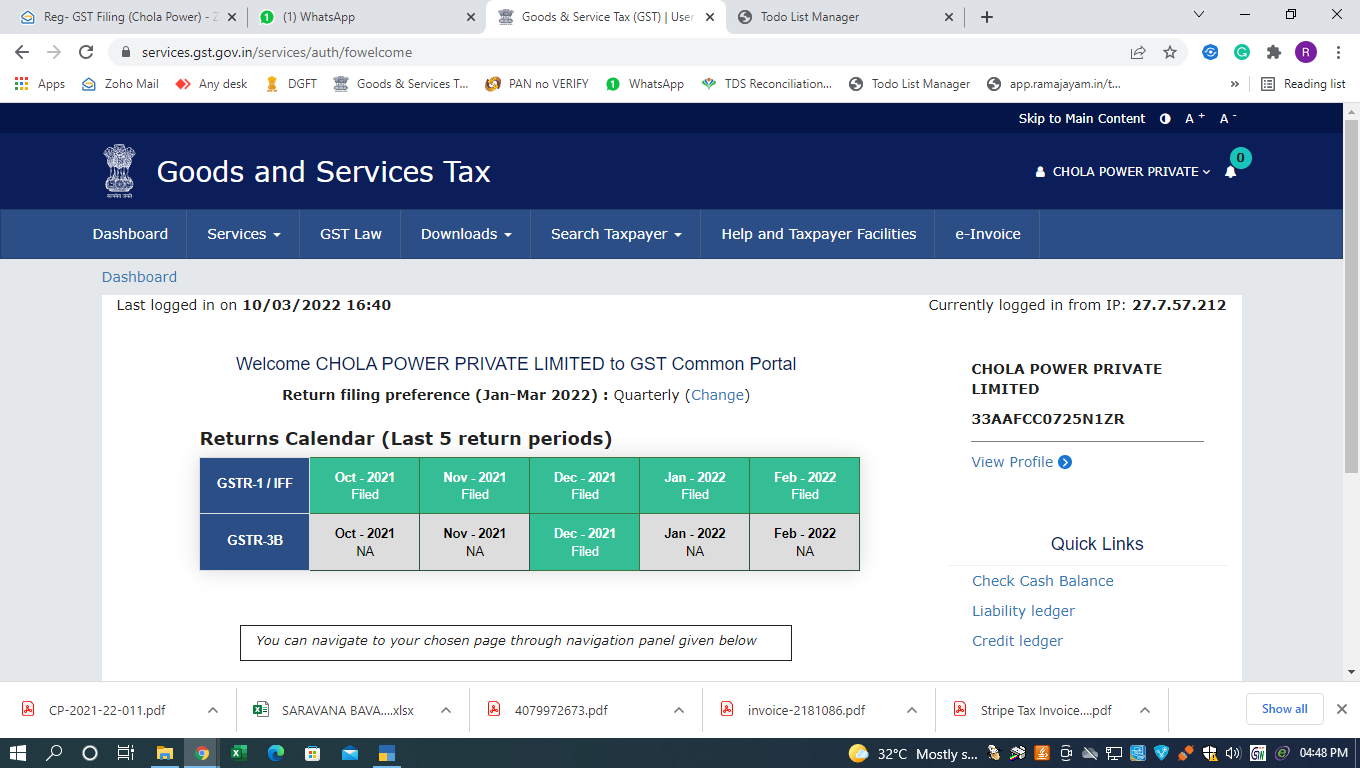 Reg- GST Filing (Chola Power) - Z
(1) WhatsApp
Goods & Service Tax (GST) | User
Todo List Manager
services.gst.gov.in/services/auth/fowelcome
R
Apps
Zoho Mail
Any desk
DGFT
Goods & Services T...
PAN no VERIFY
WhatsApp
TDS Reconciliation...
Todo List Manager
app.ramajayam.in/t...
»
Reading list
Skip to Main Content A + A -
Goods and Services Tax
CHOLA POWER PRIVATE
0
Dashboard
Services
GST Law
Downloads
Search Taxpayer
Help and Taxpayer Facilities
e-Invoice
Dashboard
Last logged in on 10/03/2022 16:40
Currently logged in from IP: 27.7.57.212
Welcome CHOLA POWER PRIVATE LIMITED to GST Common Portal
Return filing preference (Jan-Mar 2022) : Quarterly (Change)
Returns Calendar (Last 5 return periods)
GSTR-1 / IFF
Oct - 2021
Filed
Nov - 2021
Filed
Dec - 2021
Filed
Jan - 2022
Filed
Feb - 2022
Filed
GSTR-3B
Oct - 2021
NA
Nov - 2021
NA
Dec - 2021
Filed
Jan - 2022
NA
Feb - 2022
NA
You can navigate to your chosen page through navigation panel given below
CHOLA POWER PRIVATE
LIMITED
33AAFCC0725N1ZR
View Profile
Quick Links
Check Cash Balance
Liability ledger
Credit ledger
CP-2021-22-011.pdf
SARAVANA BAVA....xlsx
4079972673.pdf
invoice-2181086.pdf
Stripe Tax Invoice....pdf
Show all
32°C Mostly s...
04:48 PM